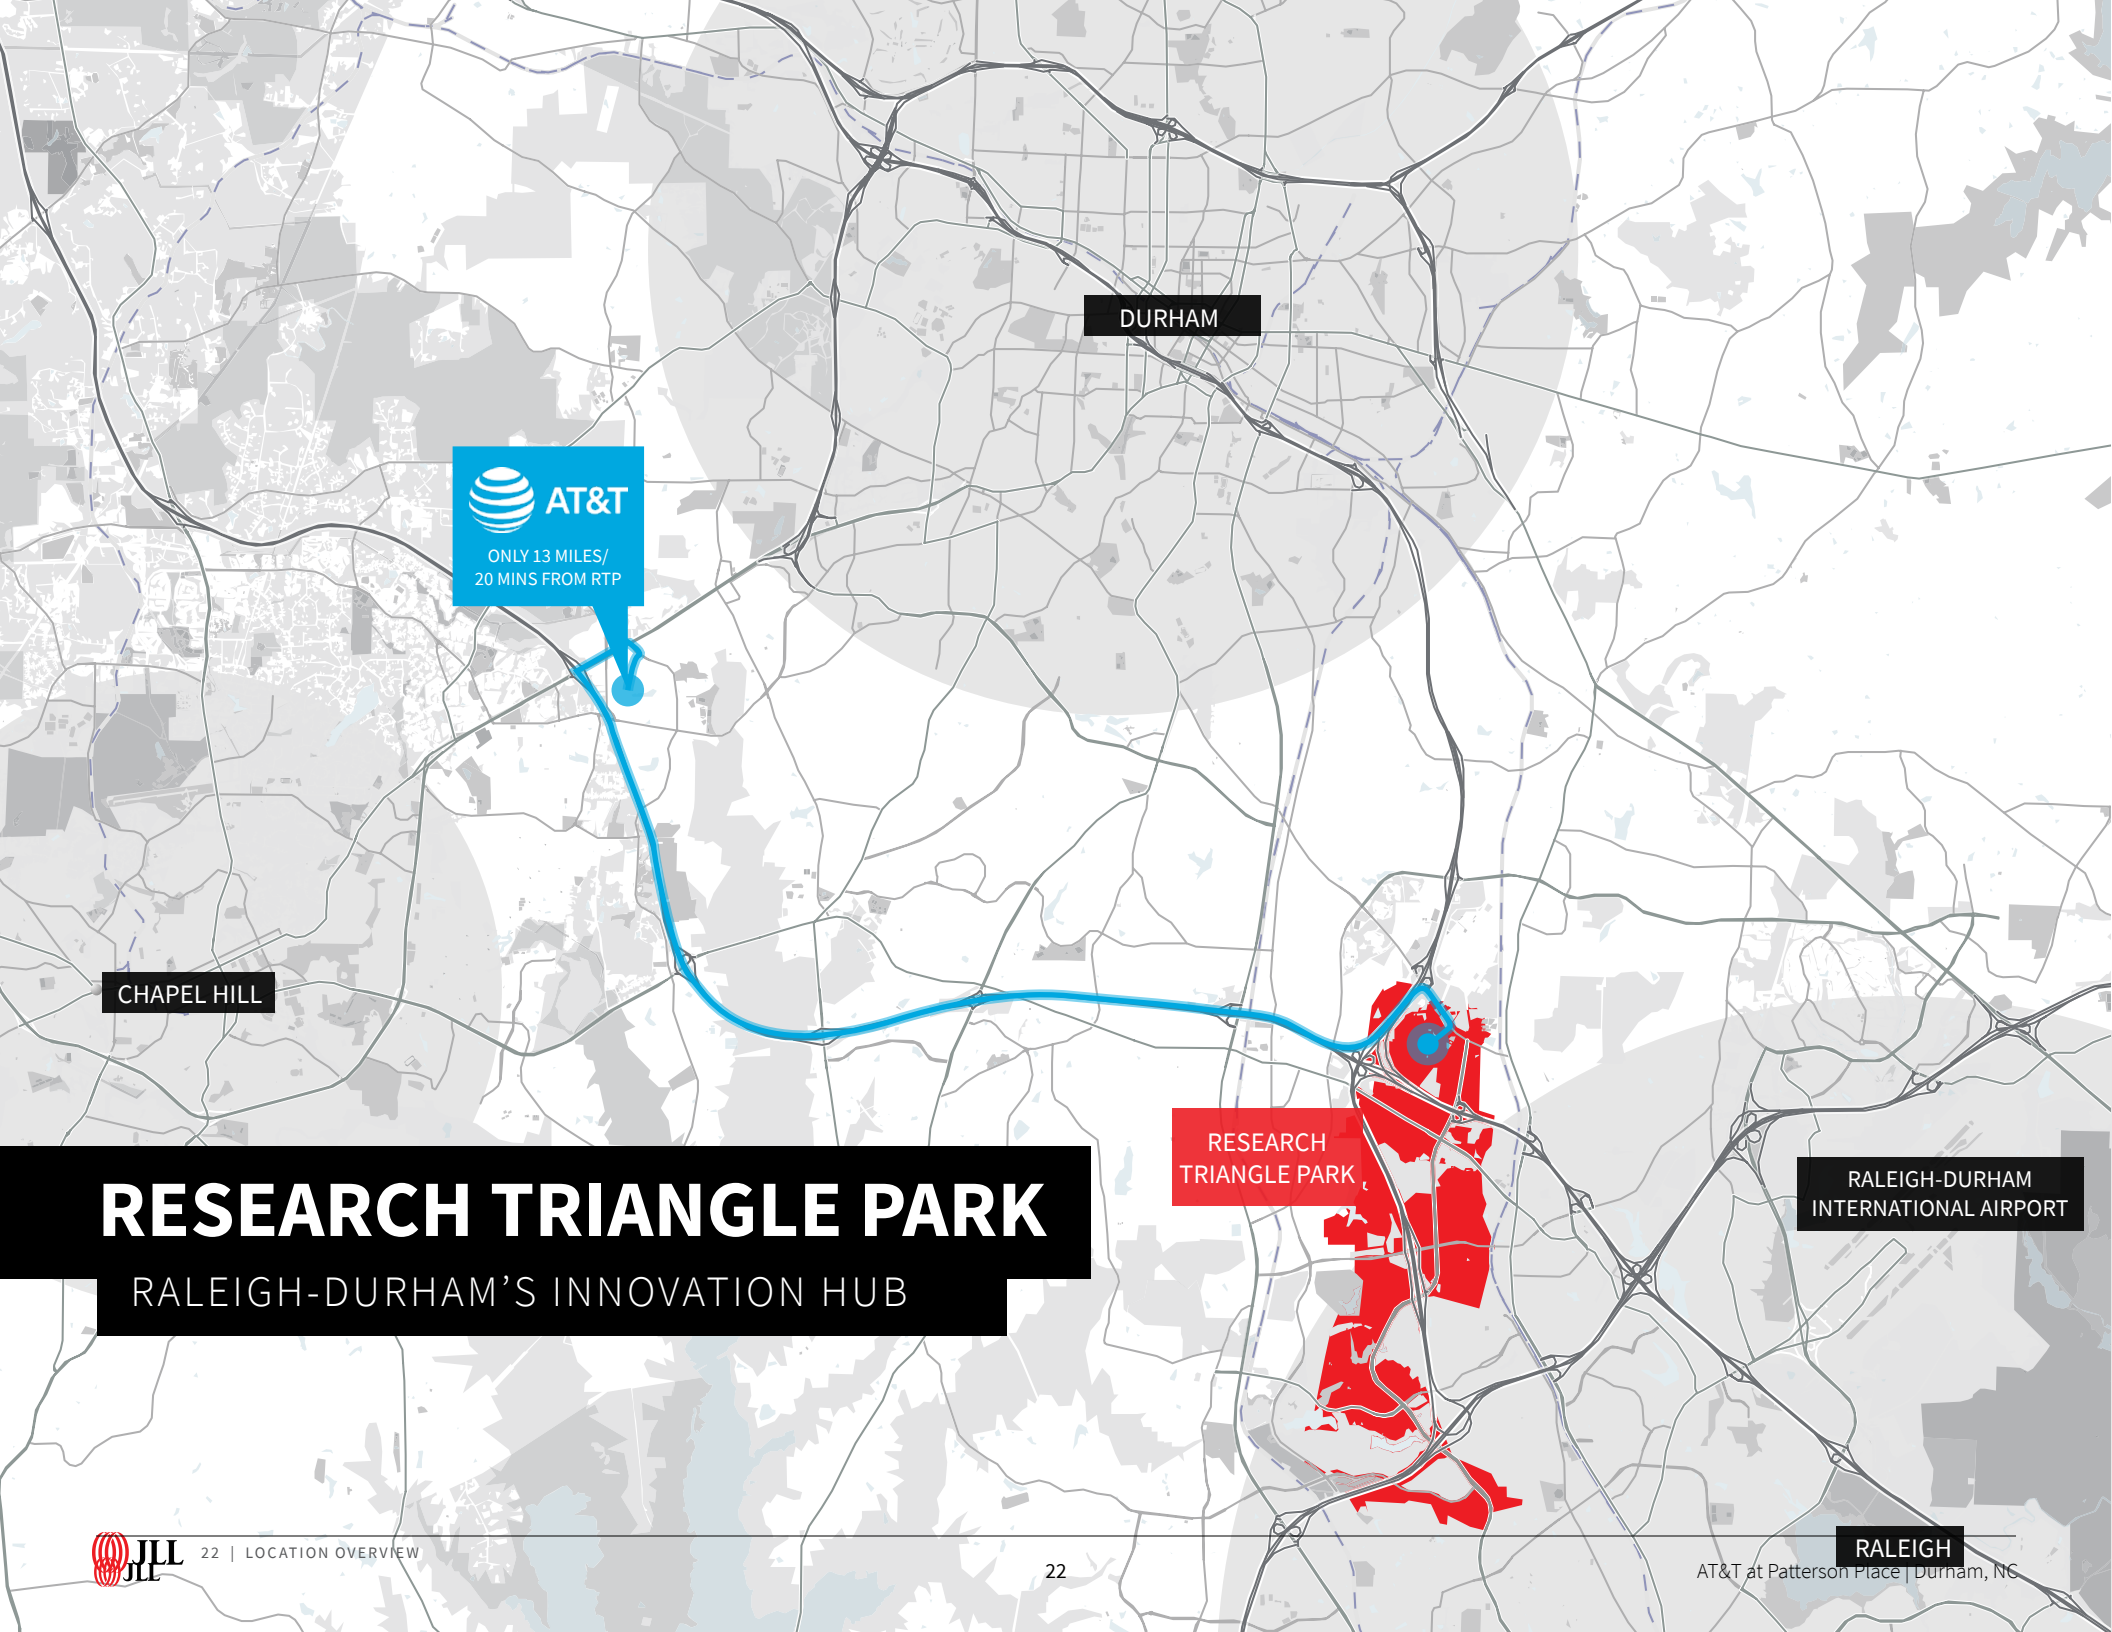 DURHAM
AT&T
ONLY 13 MILES/
20 MINS FROM RTP
CHAPEL HILL
RESEARCH
TRIANGLE PARK
RALEIGH-DURHAM
INTERNATIONAL AIRPORT
RESEARCH TRIANGLE PARK
RALEIGH-DURHAM’S INNOVATION HUB
RALEIGH
JLL
JLL
22 | LOCATION OVERVIEW
22
AT&T at Patterson Place | Durham, NC